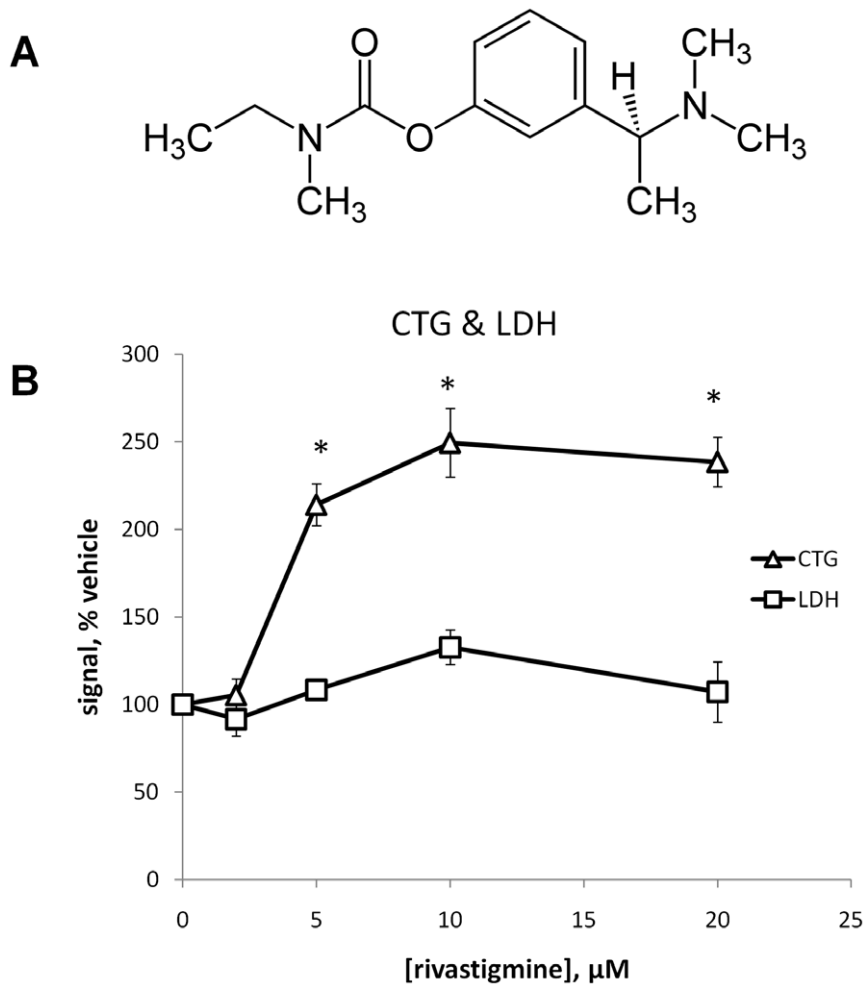 A
O
H
CH3
H3C
N
O
N
CH3
CH3
CH3
B
CTG & LDH
300
*
*
*
250
200
150
100
50
0
signal, % vehicle
CTG
LDH
0 5 10 15 20 25
[rivastigmine], μM